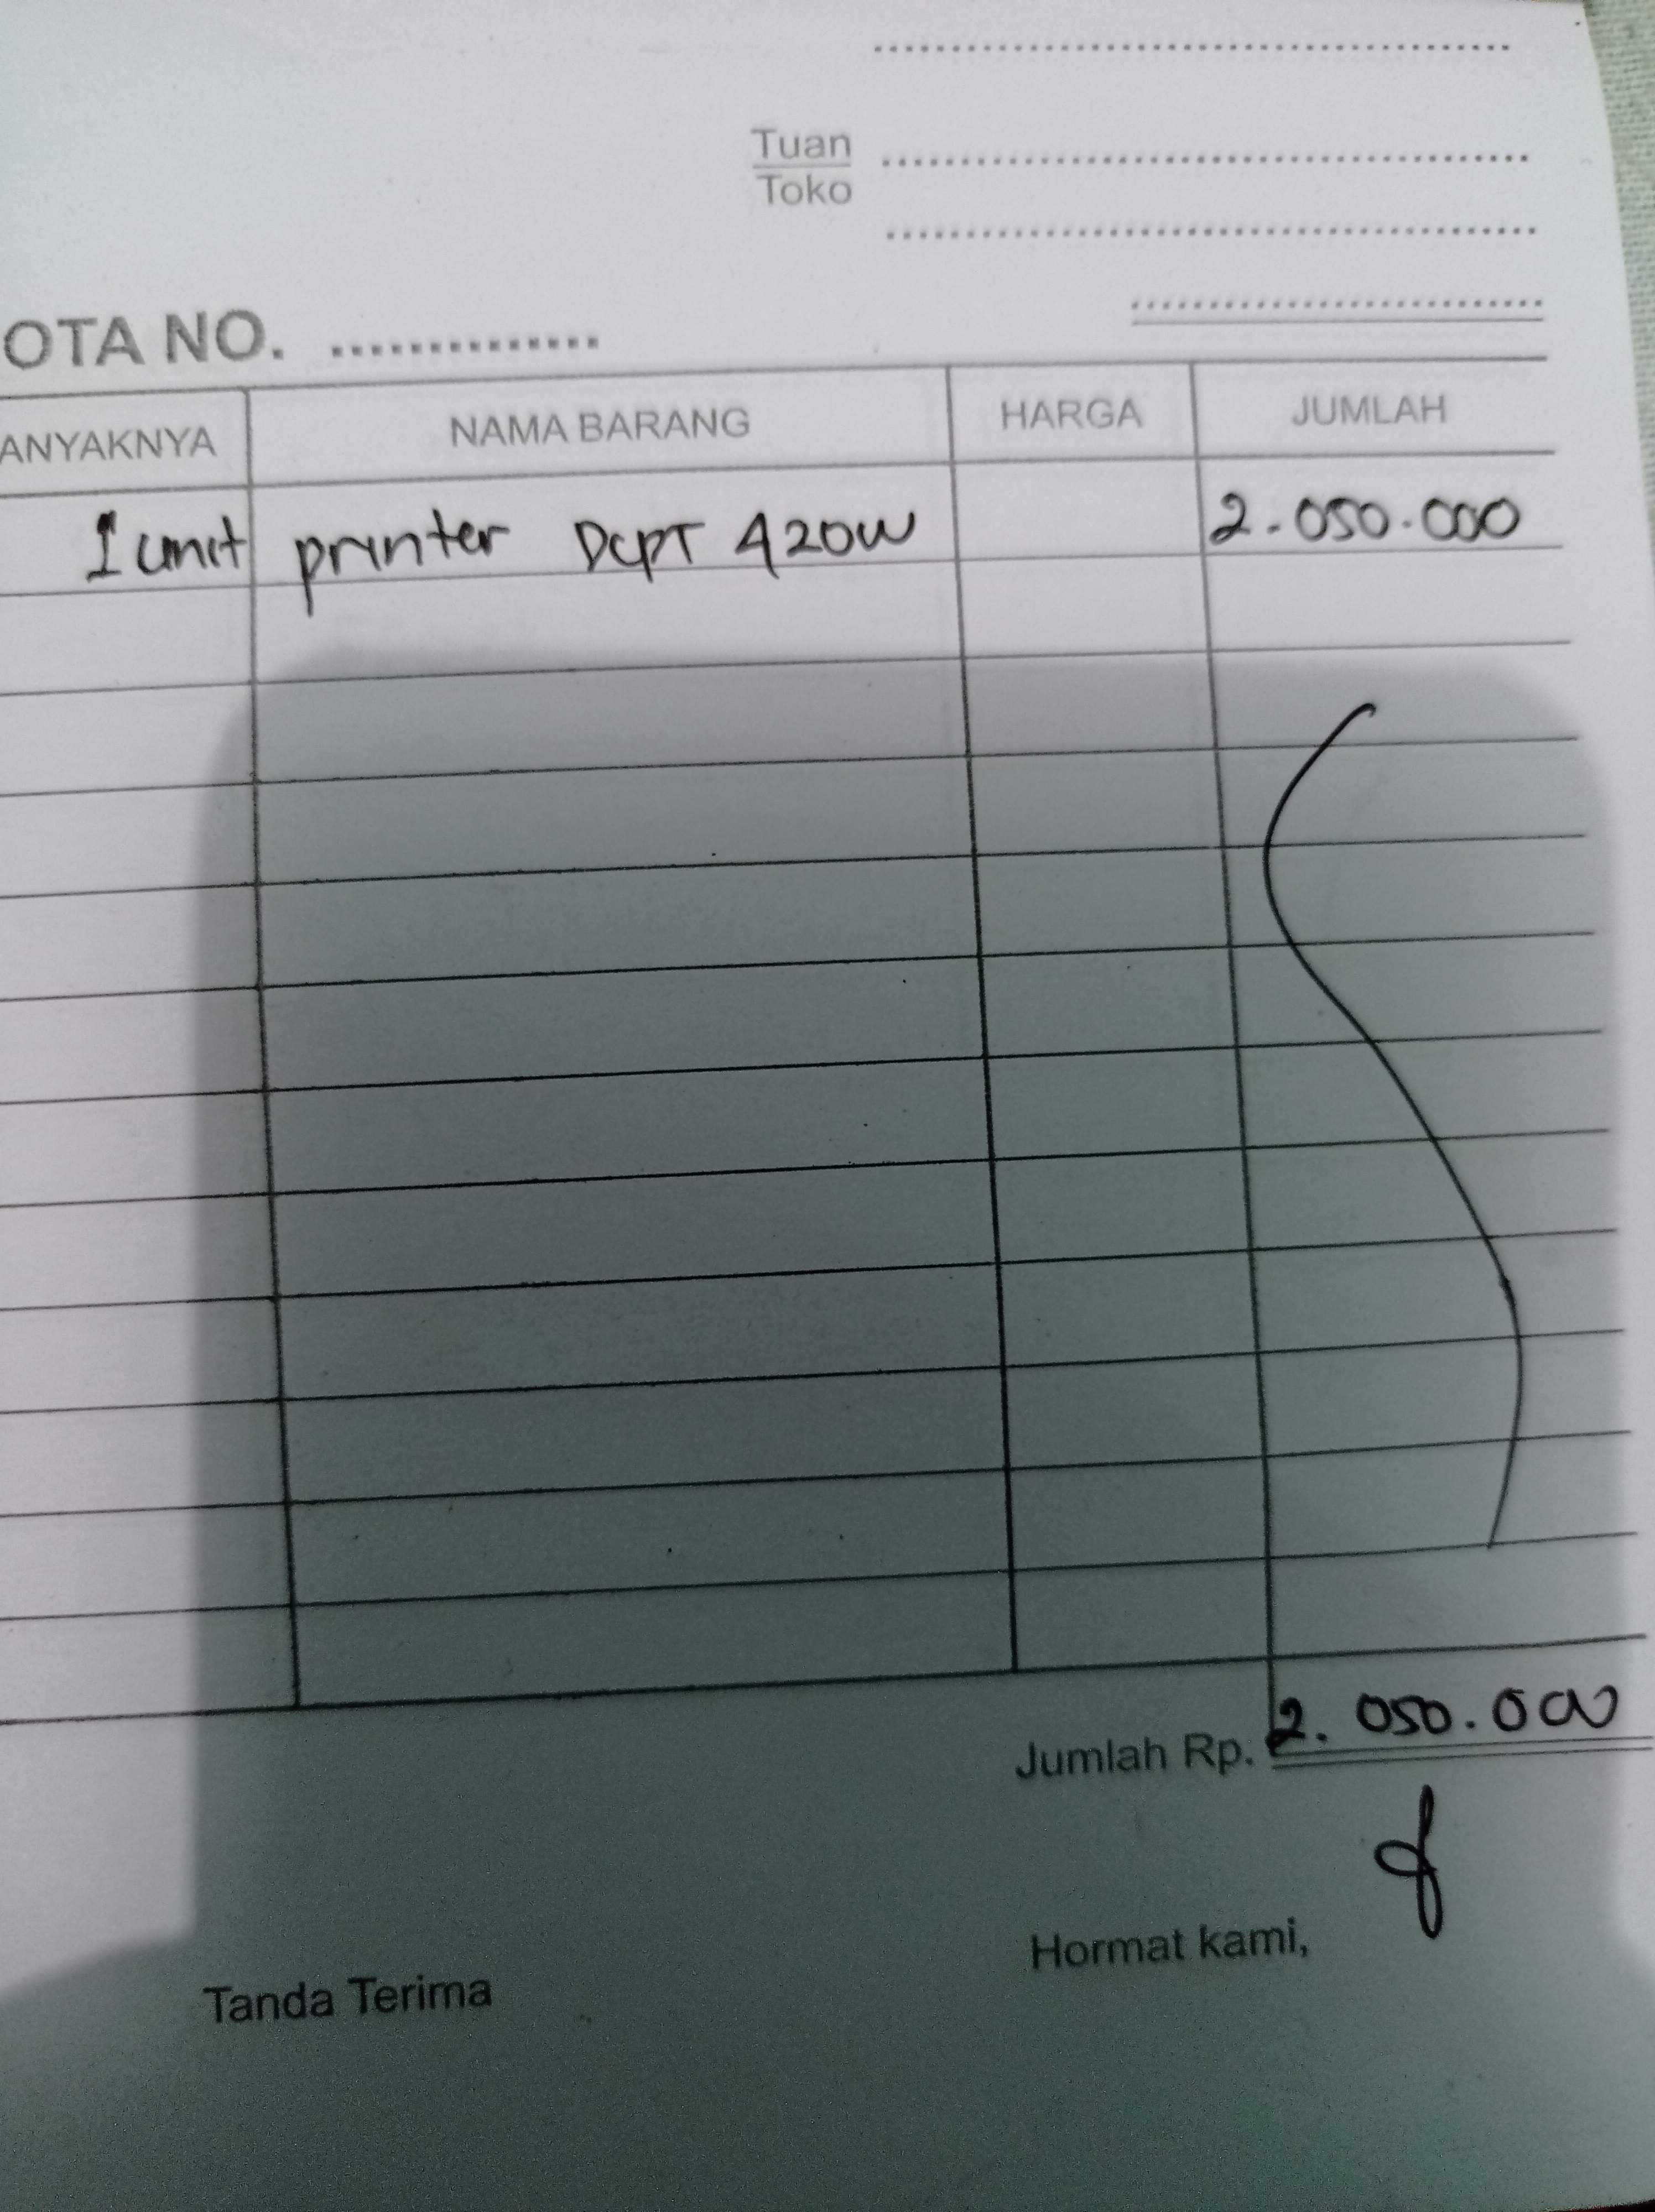 Tuan
Toko
OTA NO. ..............
ANYAKNYA NAMA BARANG HARGA JUMLAH
1 unit printer DCPT 420W 2.050.000
Jumlah Rp. 2.050.000
Hormat kami,
Tanda Terima